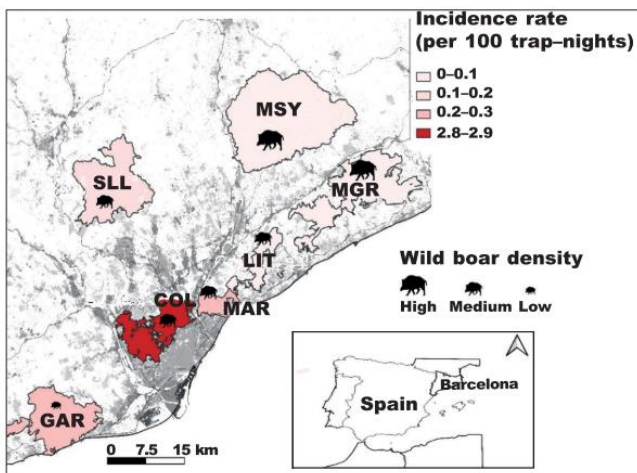 Incidence rate
(per 100 trap–nights)
0–0.1
0.1–0.2
0.2–0.3
2.8–2.9
MSY
SLL
MGR
LIT
COL
MAR
GAR
Wild boar density
High Medium Low
0 7.5 15 km
Barcelona
Spain